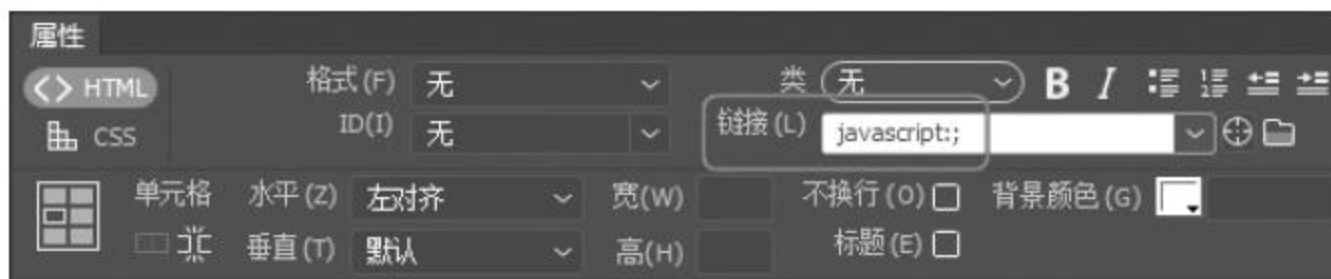 属性
<> HTML 格式(F) 无 类 无 B I
CSS ID(I) 无 链接(L) javascript:;
单元格 水平(Z) 左对齐 宽(W) 不换行(O) 背景颜色(G)
垂直(T) 默认 高(H) 标题(E)